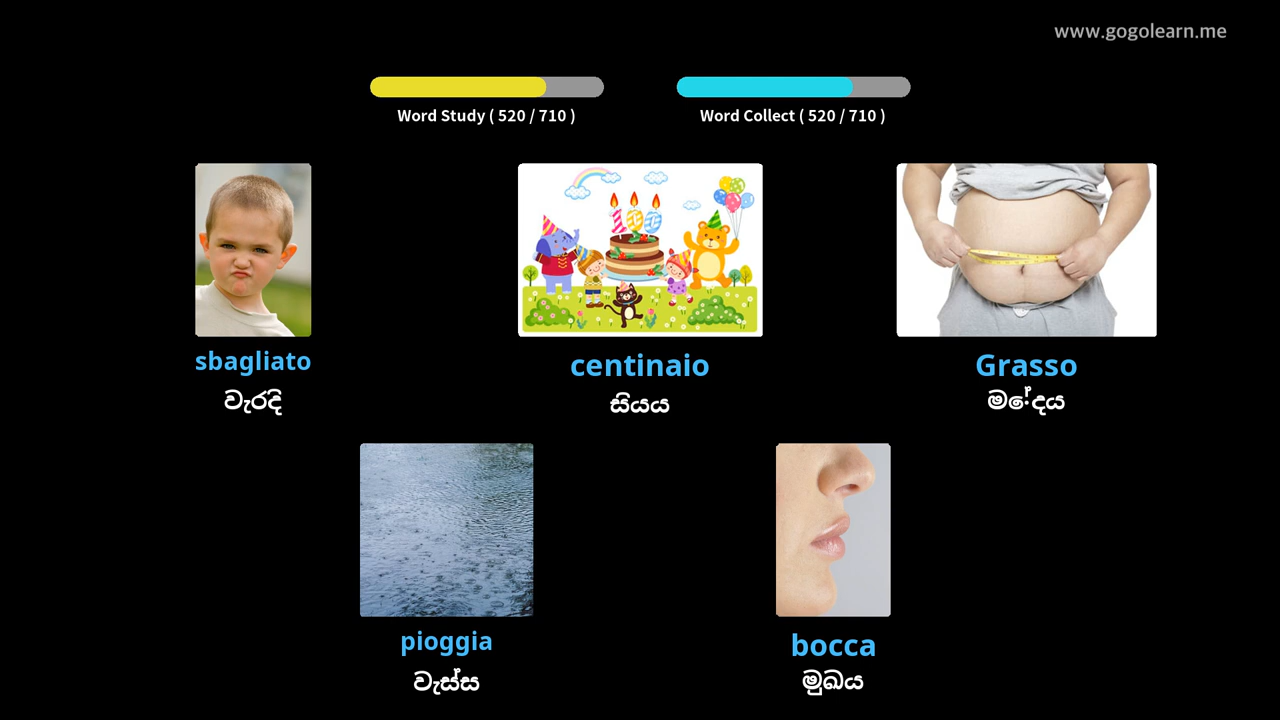 www.gogolearn.me
Word Study ( 520 / 710 )
Word Collect ( 520 / 710 )
100
sbagliato
centinaio
Grasso
වැරදි
සියය
මේදය
pioggia
bocca
වැස්ස
මුඛය